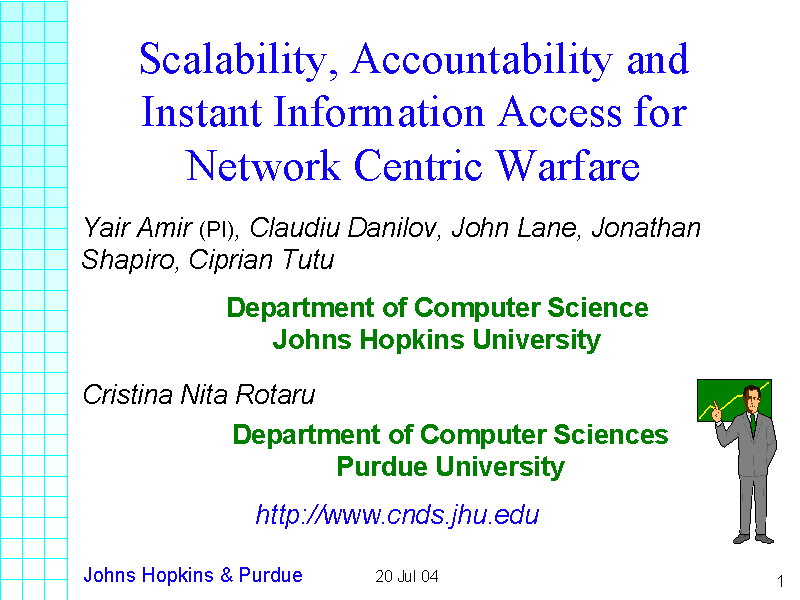 Scalability, Accountability and
Instant Information Access for
Network Centric Warfare
Yair Amir (PI), Claudiu Danilov, John Lane, Jonathan
Shapiro, Ciprian Tutu
Department of Computer Science
Johns Hopkins University
Cristina Nita Rotaru
Department of Computer Sciences
Purdue University
http://www.cnds.jhu.edu
Johns Hopkins & Purdue
20 Jul 04
1